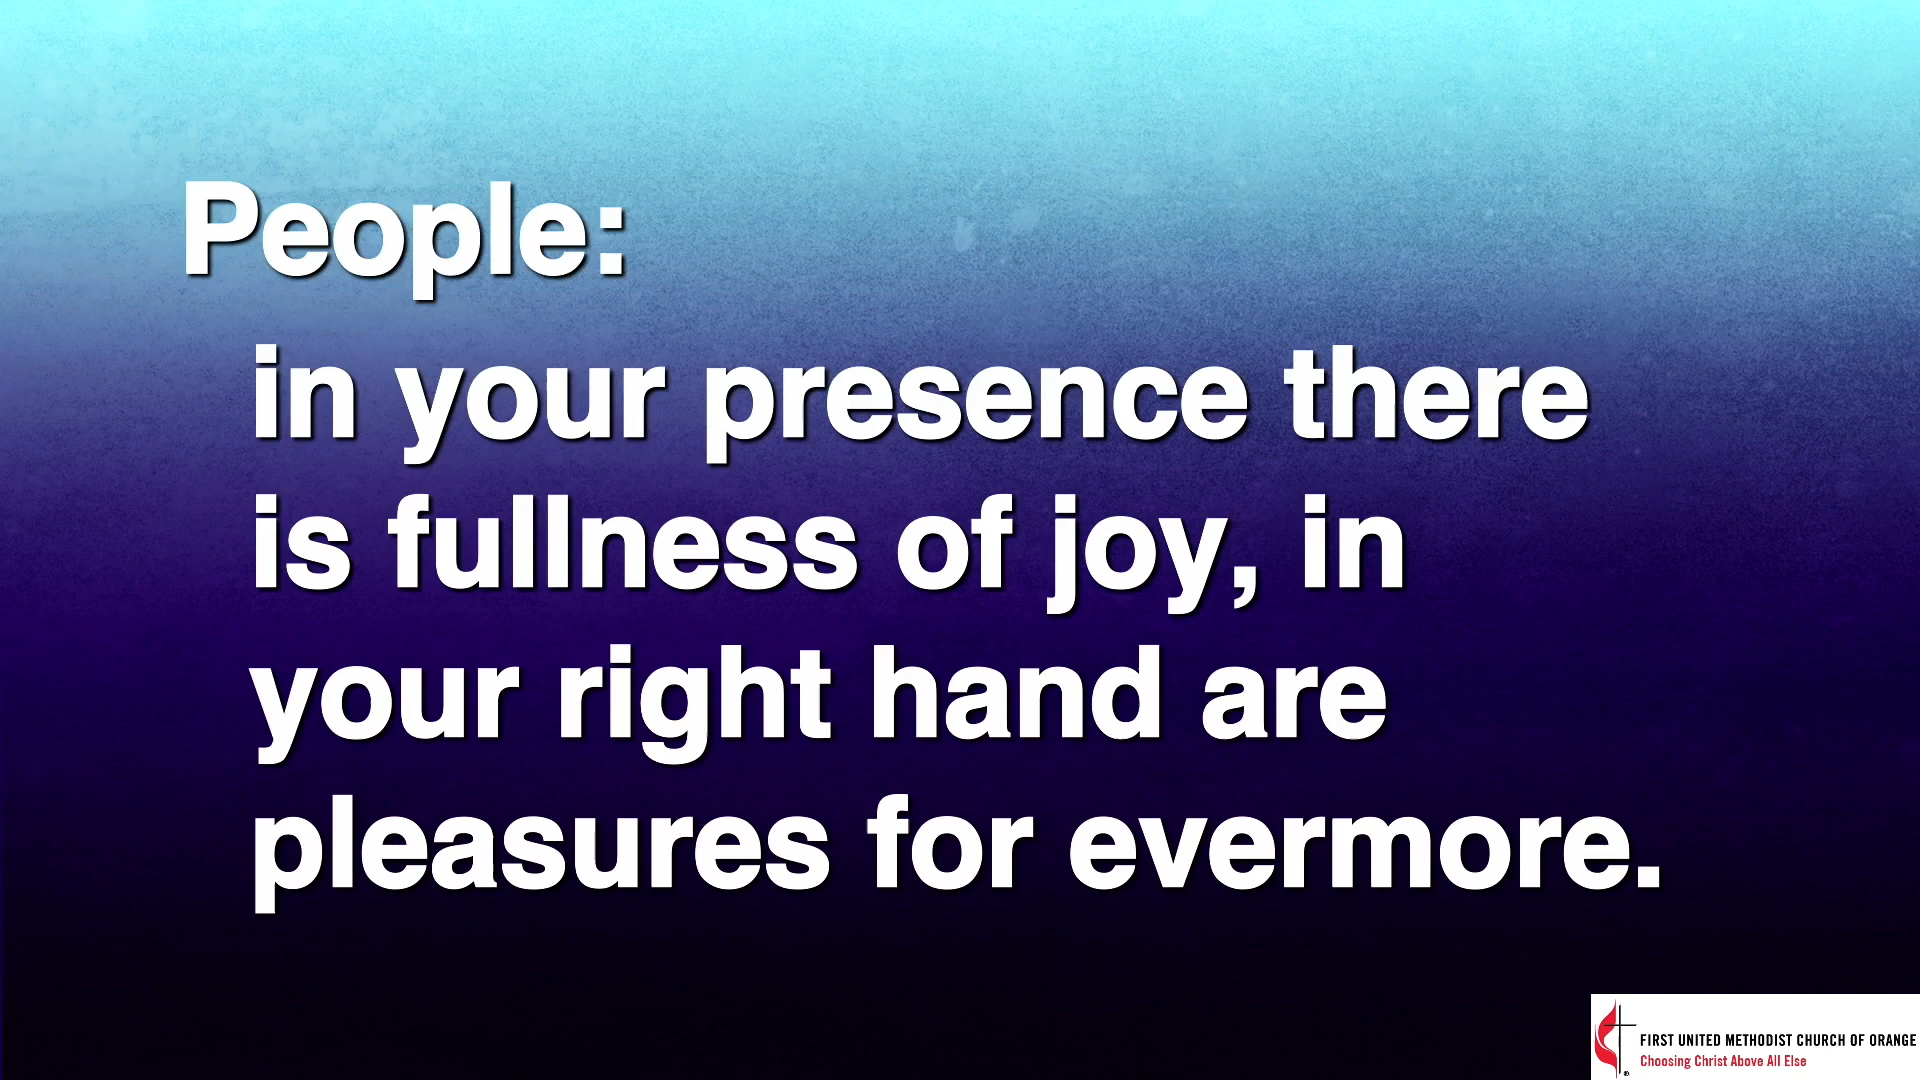 People:
in your presence there
is fullness of joy, in
your right hand are
pleasures for evermore.
FIRST UNITED METHODIST CHURCH OF ORANGE
Choosing Christ Above All Else